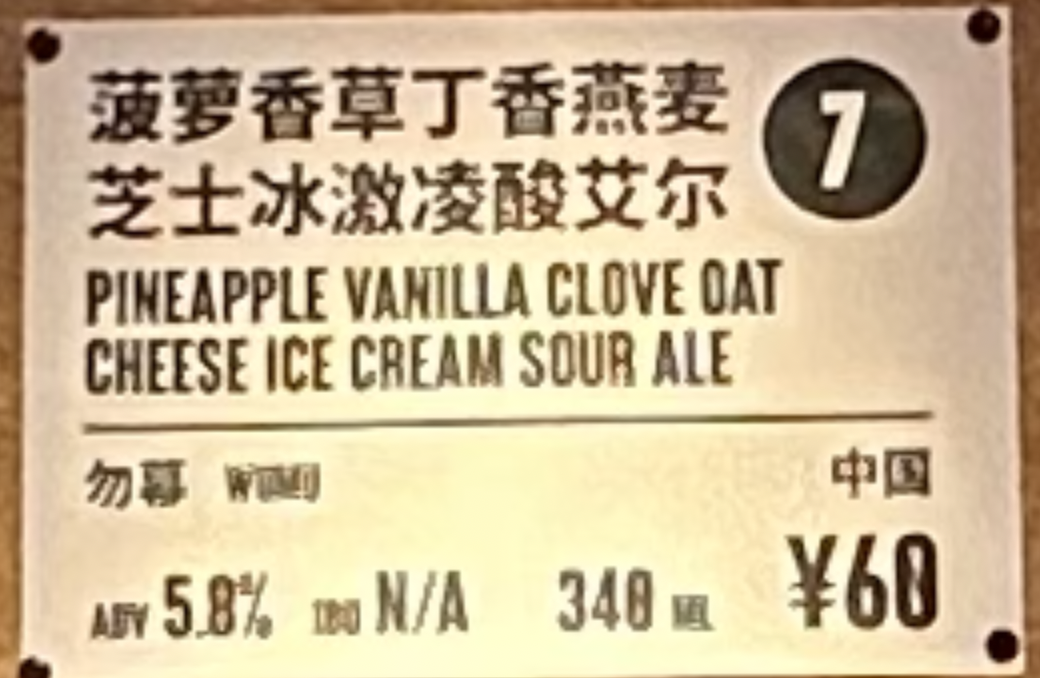 菠萝香草丁香燕麦
芝士冰激凌酸艾尔
7
PINEAPPLE VANILLA CLOVE OAT
CHEESE ICE CREAM SOUR ALE
勿幕 WUMU
中国
ABV 5.8% IBU N/A 340 ML ¥60